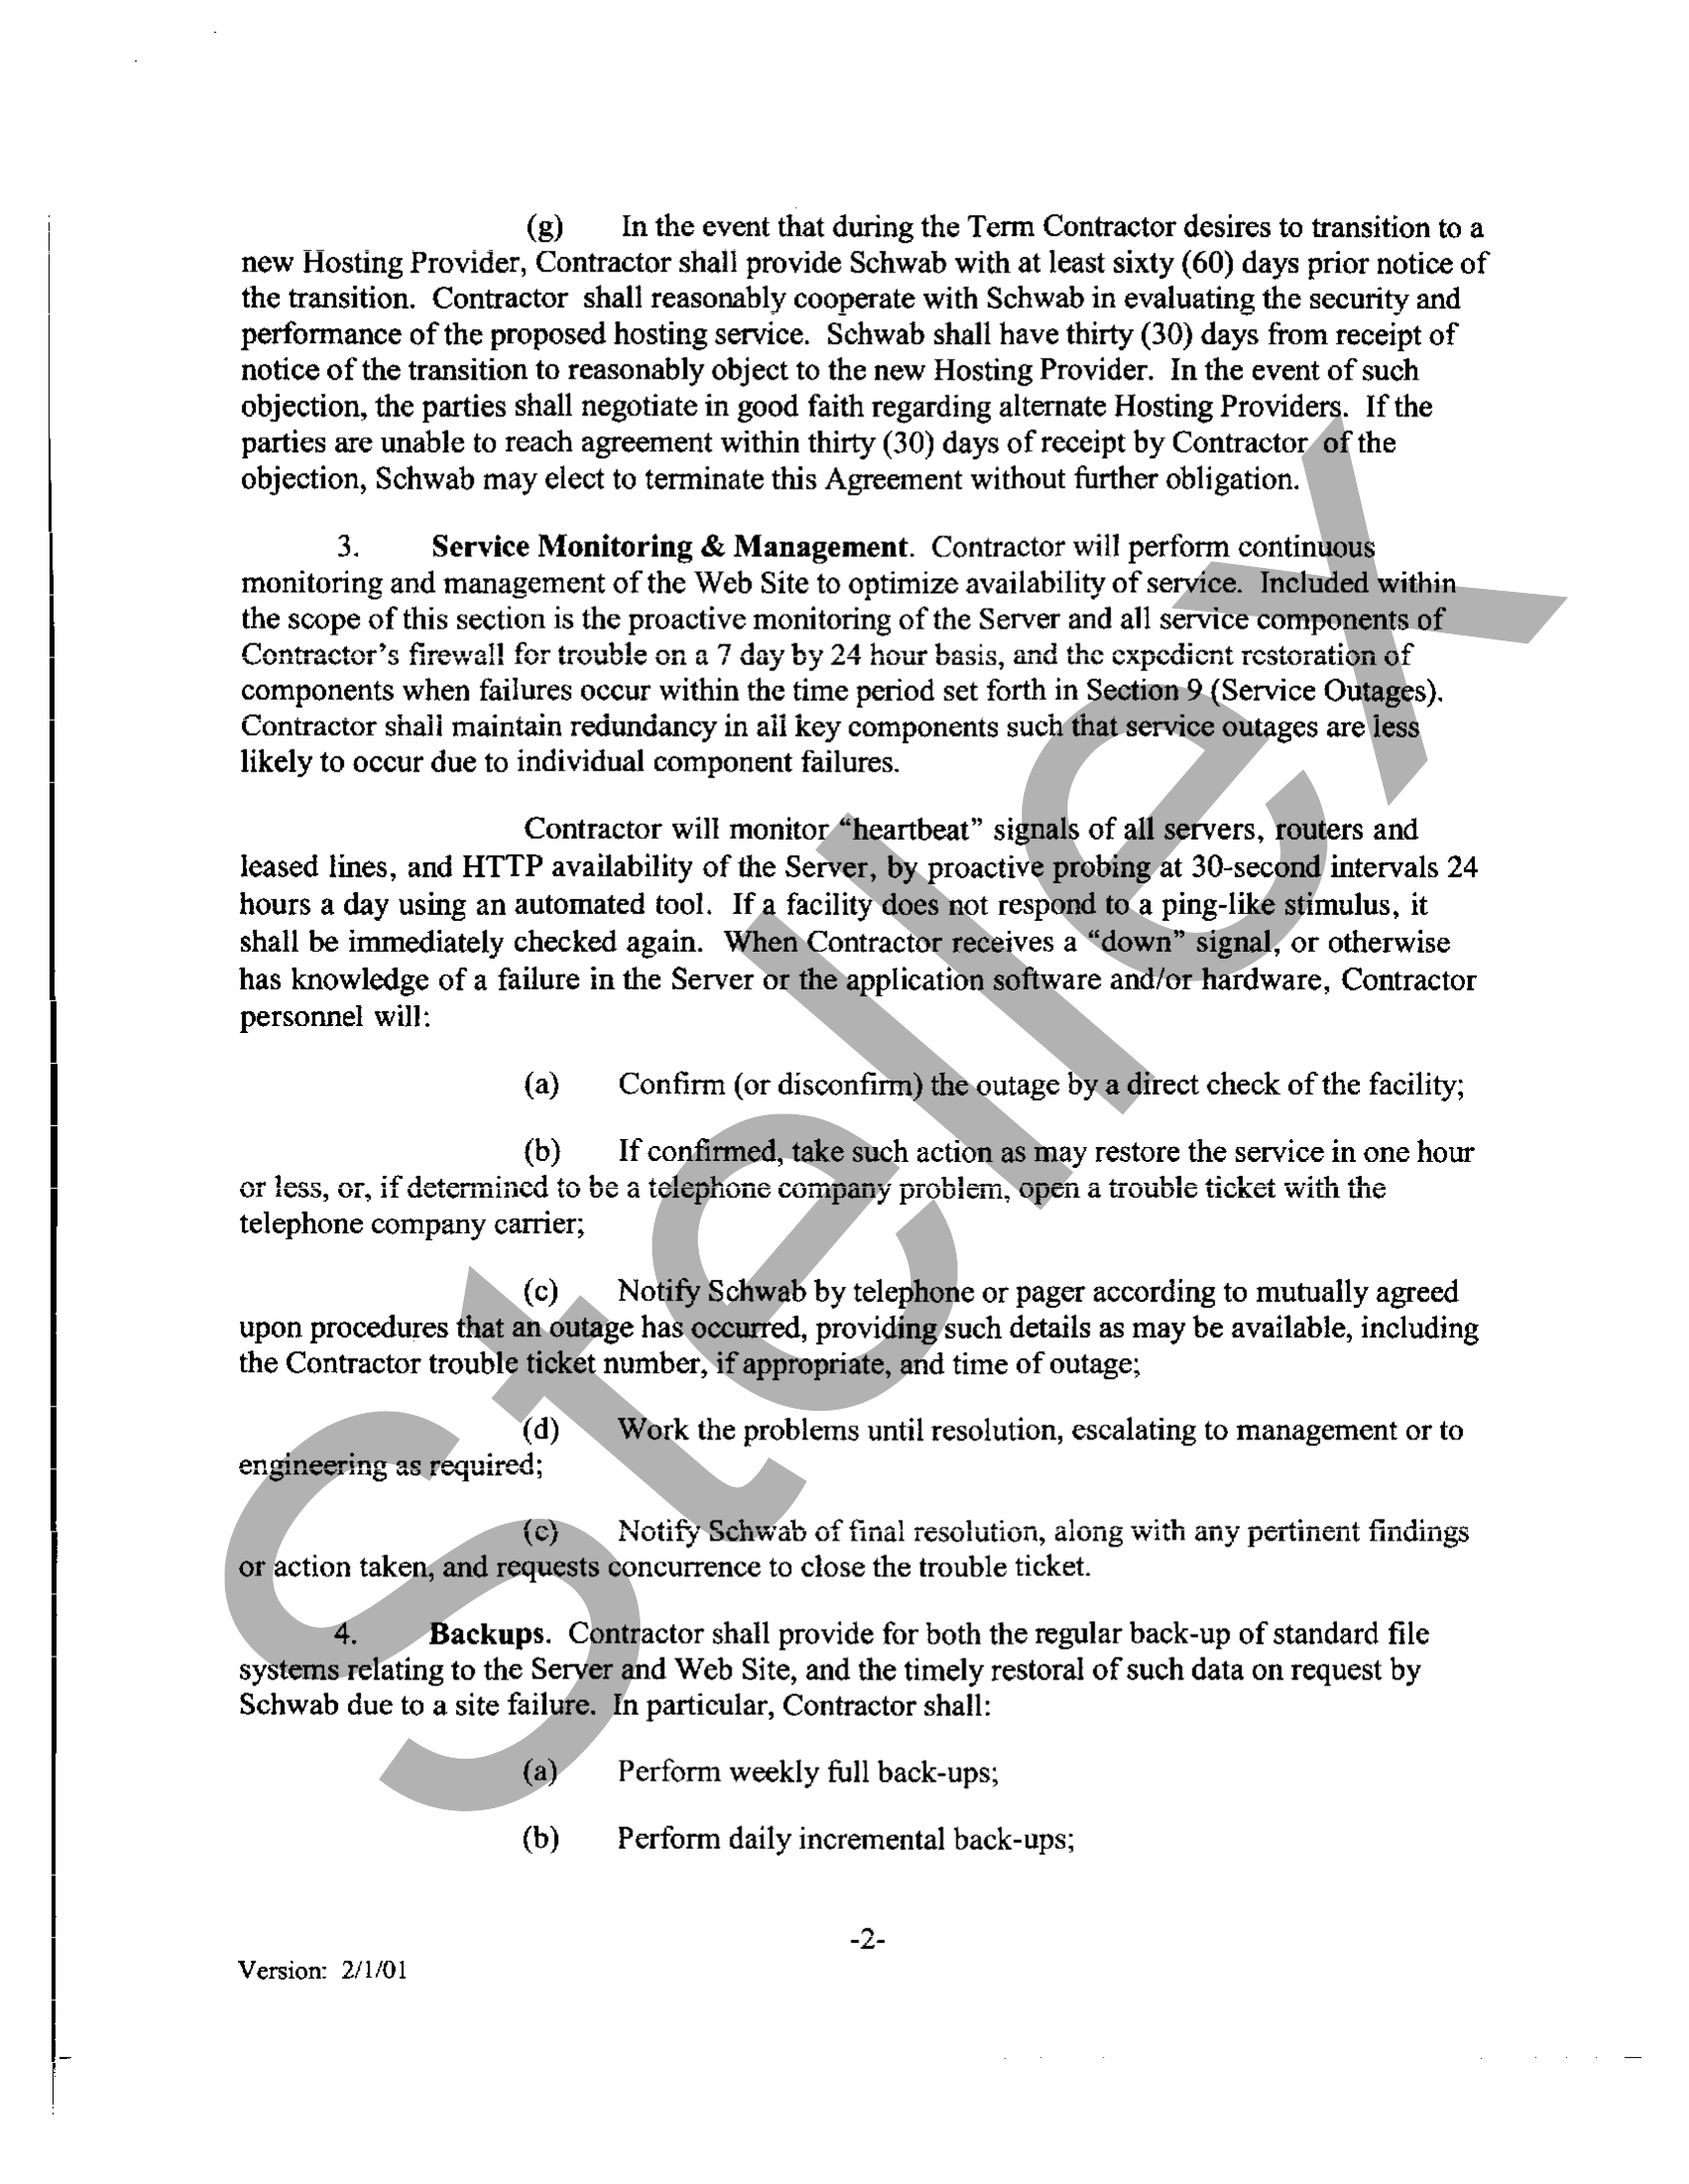 (g) In the event that during the Term Contractor desires to transition to a
new Hosting Provider, Contractor shall provide Schwab with at least sixty (60) days prior notice of
the transition. Contractor shall reasonably cooperate with Schwab in evaluating the security and
performance of the proposed hosting service. Schwab shall have thirty (30) days from receipt of
notice of the transition to reasonably object to the new Hosting Provider. In the event of such
objection, the parties shall negotiate in good faith regarding alternate Hosting Providers. If the
parties are unable to reach agreement within thirty (30) days of receipt by Contractor of the
objection, Schwab may elect to terminate this Agreement without further obligation.
3. Service Monitoring & Management. Contractor will perform continuous
monitoring and management of the Web Site to optimize availability of service. Included within
the scope of this section is the proactive monitoring of the Server and all service components of
Contractor's firewall for trouble on a 7 day by 24 hour basis, and the expedient restoration of
components when failures occur within the time period set forth in Section 9 (Service Outages).
Contractor shall maintain redundancy in all key components such that service outages are less
likely to occur due to individual component failures.
Contractor will monitor “heartbeat” signals of all servers, routers and
leased lines, and HTTP availability of the Server, by proactive probing at 30-second intervals 24
hours a day using an automated tool. If a facility does not respond to a ping-like stimulus, it
shall be immediately checked again. When Contractor receives a “down” signal, or otherwise
has knowledge of a failure in the Server or the application software and/or hardware, Contractor
personnel will:
(a) Confirm (or disconfirm) the outage by a direct check of the facility;
(b) If confirmed, take such action as may restore the service in one hour
or less, or, if determined to be a telephone company problem, open a trouble ticket with the
telephone company carrier;
(c) Notify Schwab by telephone or pager according to mutually agreed
upon procedures that an outage has occurred, providing such details as may be available, including
the Contractor trouble ticket number, if appropriate, and time of outage;
(d) Work the problems until resolution, escalating to management or to
engineering as required;
(e) Notify Schwab of final resolution, along with any pertinent findings
or action taken, and requests concurrence to close the trouble ticket.
4. Backups. Contractor shall provide for both the regular back-up of standard file
systems relating to the Server and Web Site, and the timely restoral of such data on request by
Schwab due to a site failure. In particular, Contractor shall:
(a) Perform weekly full back-ups;
(b) Perform daily incremental back-ups;
-2-
Version: 2/1/01
Stellex